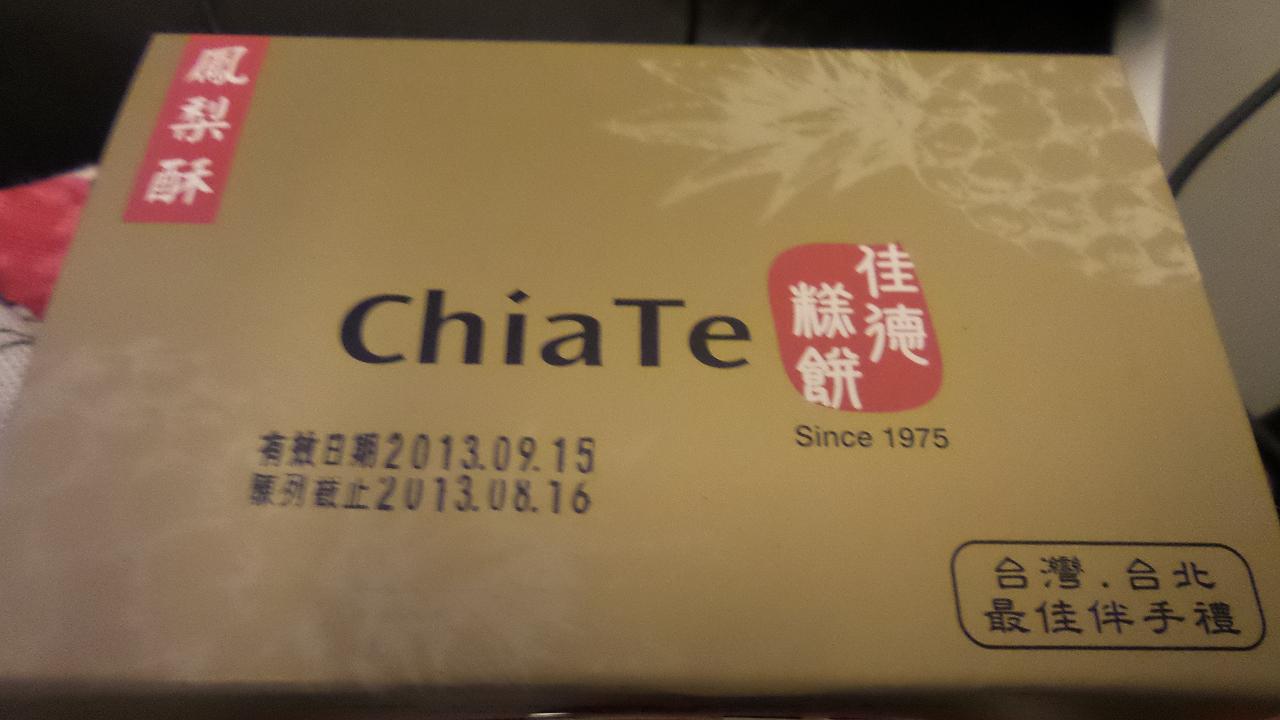 鳳梨酥
ChiaTe
佳德
糕餅
Since 1975
有效日期2013.09.15
陳列截止2013.08.16
台灣.台北
最佳伴手禮